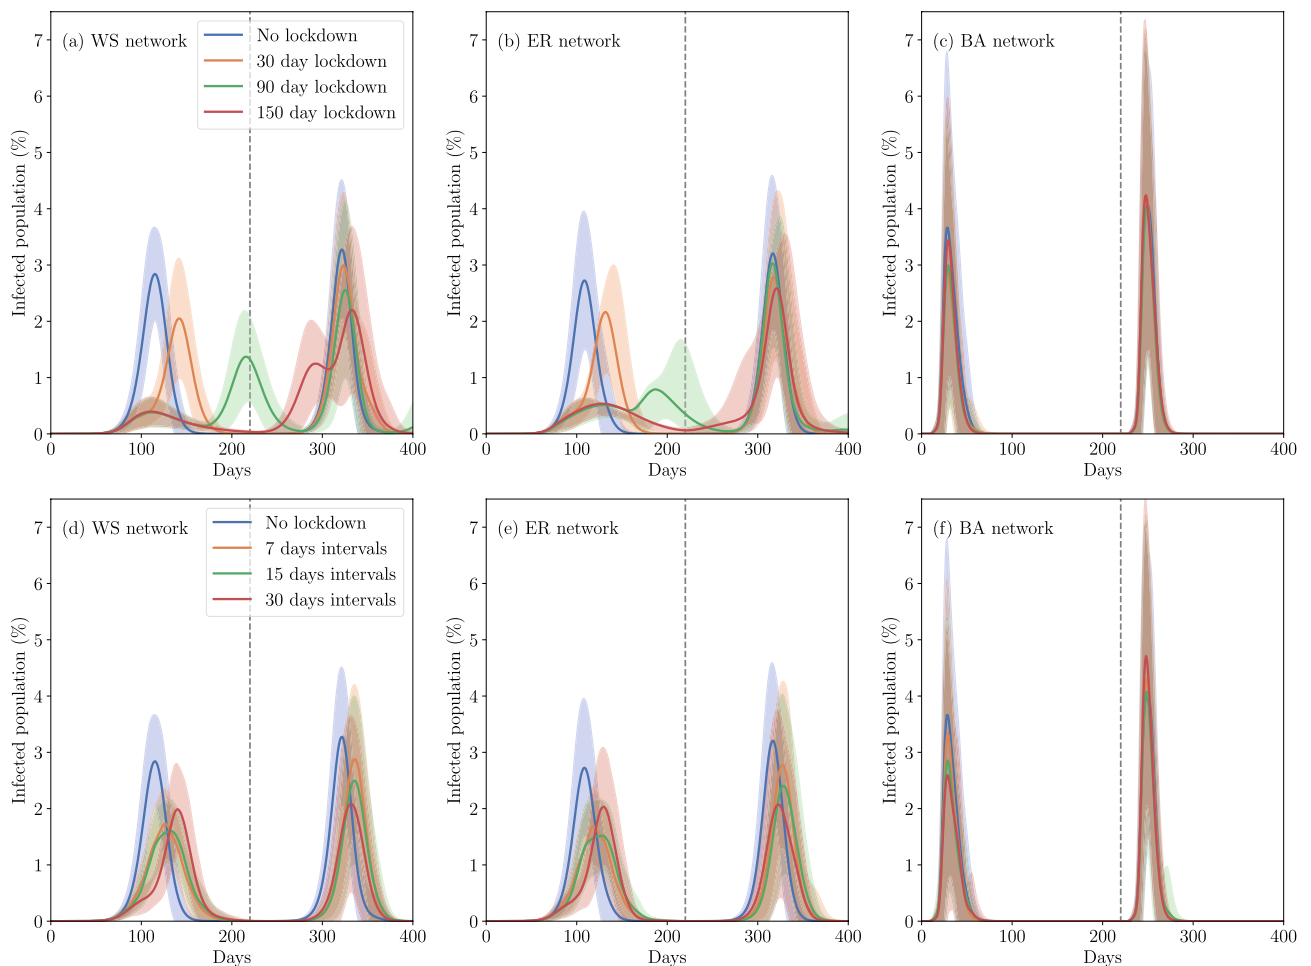 (a) WS network
No lockdown
30 day lockdown
90 day lockdown
150 day lockdown
Infected population (%)
7
6
5
4
3
2
1
0
0 100 200 300 400
Days
(b) ER network
Infected population (%)
7
6
5
4
3
2
1
0
0 100 200 300 400
Days
(c) BA network
Infected population (%)
7
6
5
4
3
2
1
0
0 100 200 300 400
Days
(d) WS network
No lockdown
7 days intervals
15 days intervals
30 days intervals
Infected population (%)
7
6
5
4
3
2
1
0
0 100 200 300 400
Days
(e) ER network
Infected population (%)
7
6
5
4
3
2
1
0
0 100 200 300 400
Days
(f) BA network
Infected population (%)
7
6
5
4
3
2
1
0
0 100 200 300 400
Days